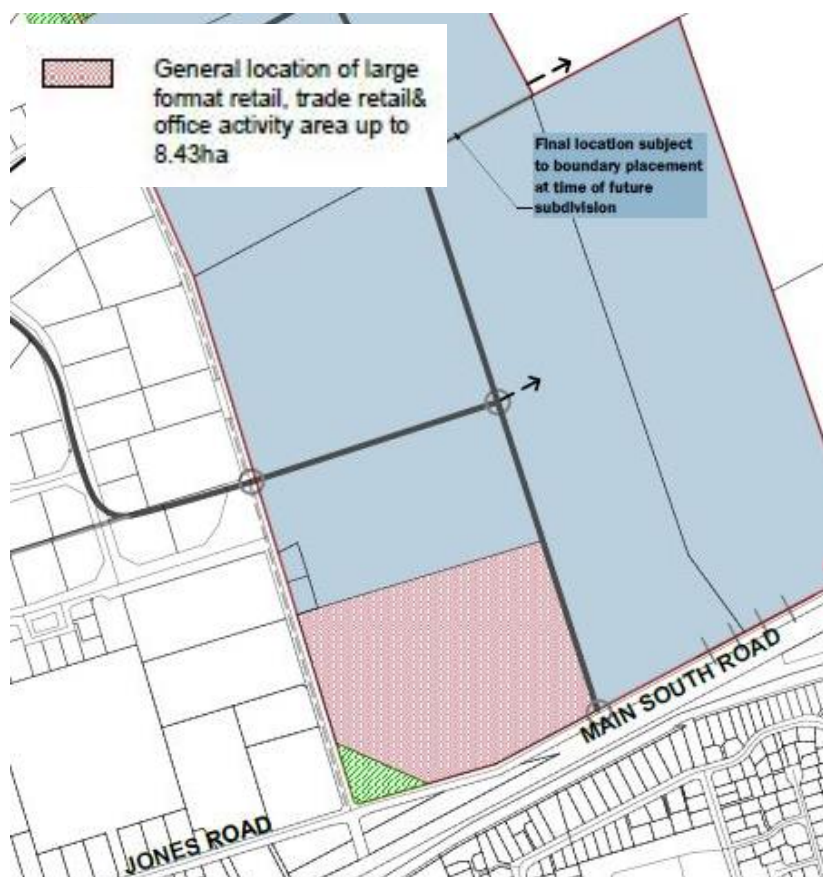 General location of large
format retail, trade retail&
office activity area up to
8.43ha
Final location subject
to boundary placement
at time of future
subdivision
MAIN SOUTH ROAD
JONES ROAD